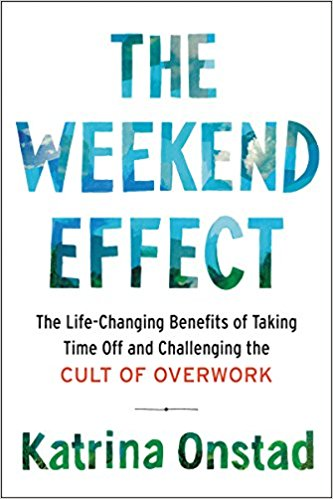 THE
WEEKEND
EFFECT
The Life-Changing Benefits of Taking
Time Off and Challenging the
CULT OF OVERWORK
Katrina Onstad